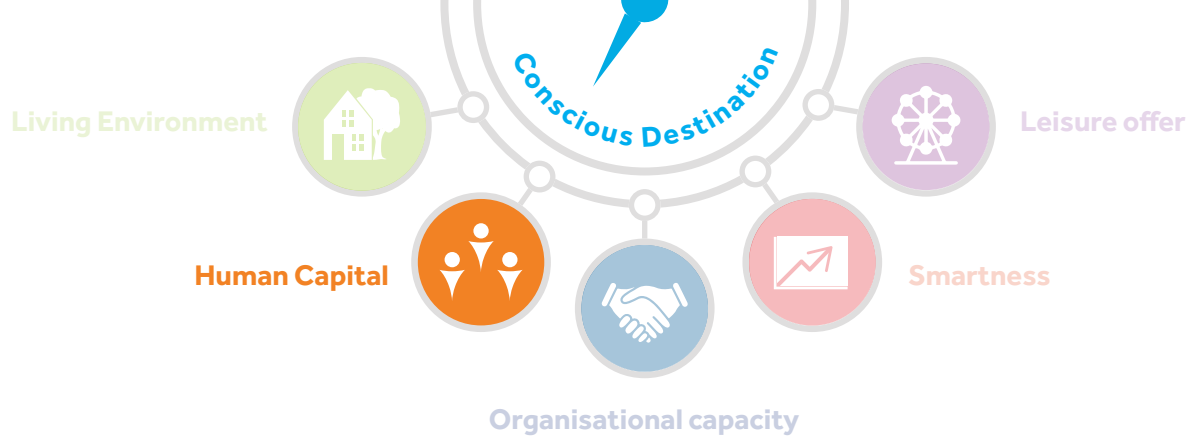 Conscious Destination
Living Environment
Leisure offer
Human Capital
Smartness
Organisational capacity